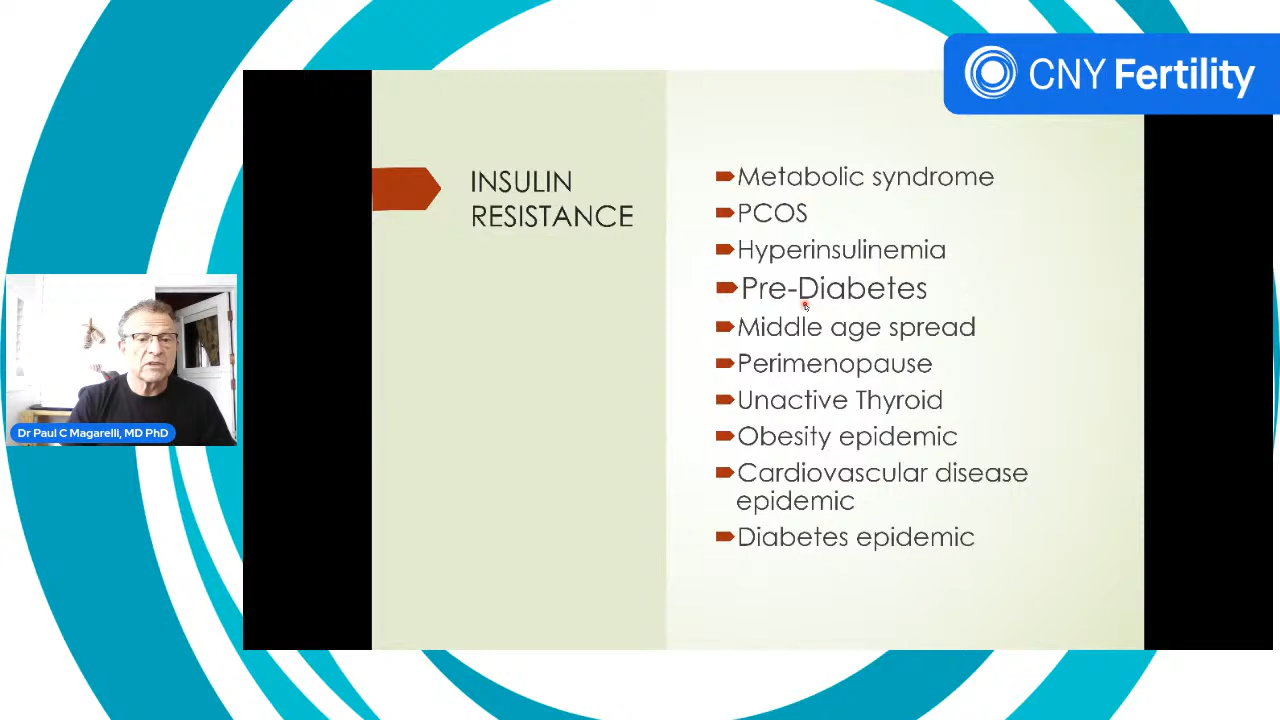 CNY Fertility
INSULIN
RESISTANCE
Metabolic syndrome
PCOS
Hyperinsulinemia
Pre-Diabetes
Middle age spread
Perimenopause
Unactive Thyroid
Obesity epidemic
Cardiovascular disease
epidemic
Diabetes epidemic
Dr Paul C Magarelli, MD PhD